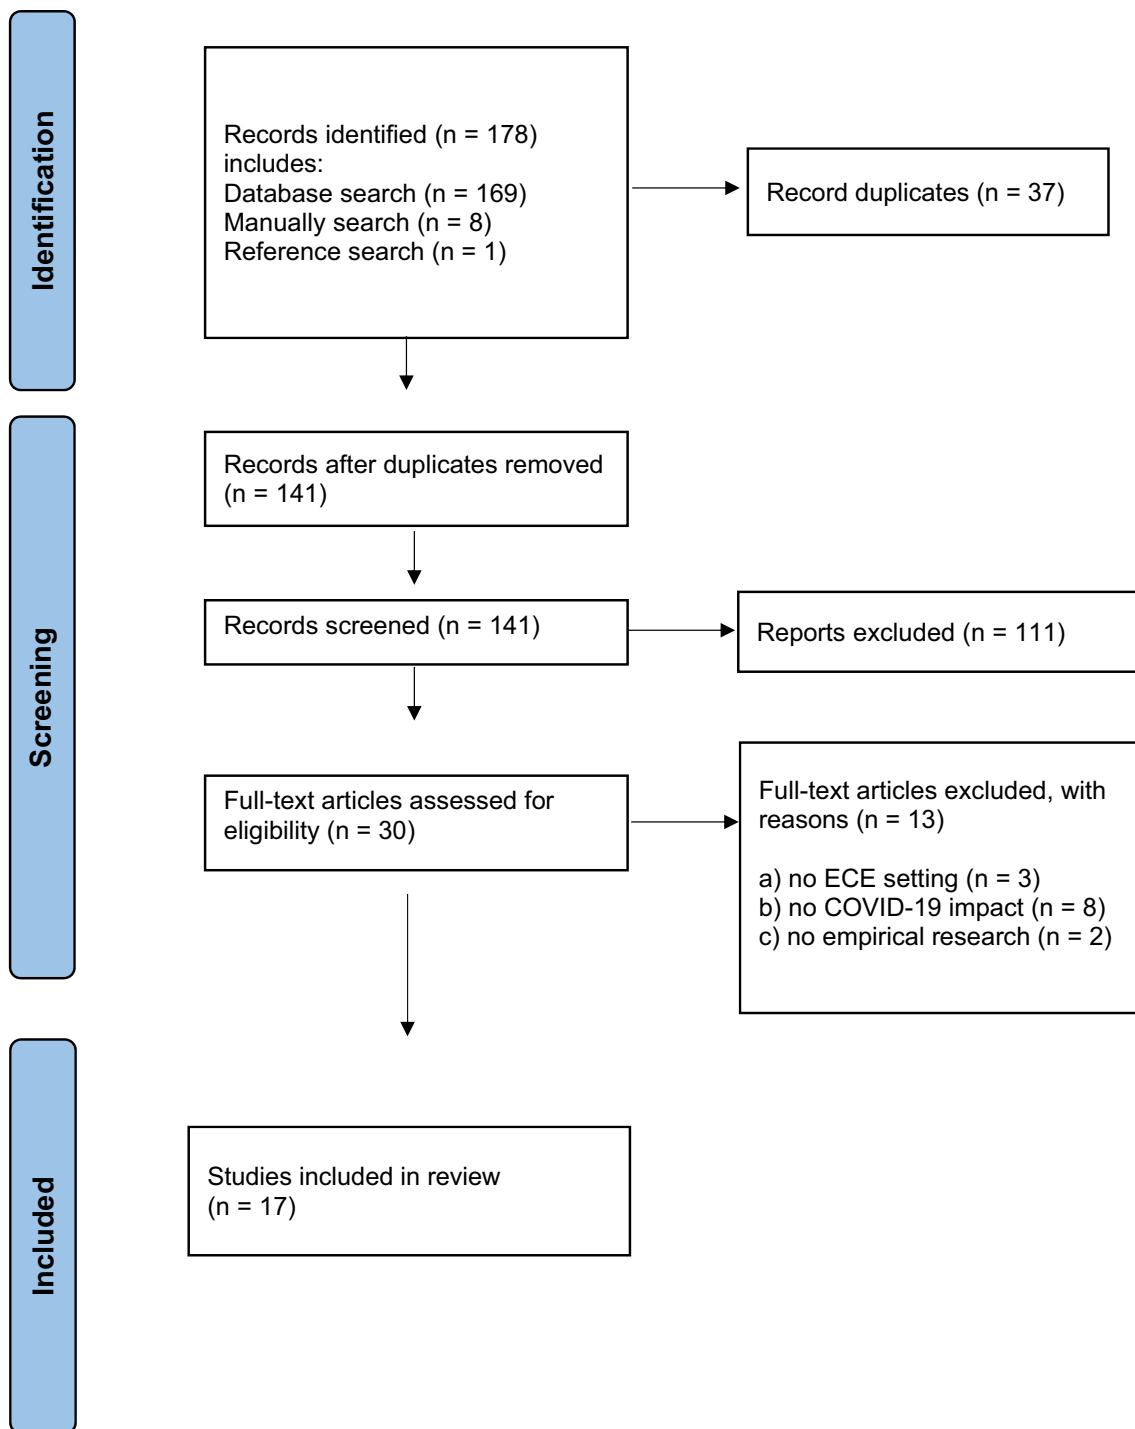 Identification
Records identified (n = 178)
includes:
Database search (n = 169)
Manually search (n = 8)
Reference search (n = 1)
Record duplicates (n = 37)
Screening
Records after duplicates removed
(n = 141)
Records screened (n = 141)
Reports excluded (n = 111)
Full-text articles assessed for
eligibility (n = 30)
Full-text articles excluded, with
reasons (n = 13)
a) no ECE setting (n = 3)
b) no COVID-19 impact (n = 8)
c) no empirical research (n = 2)
Included
Studies included in review
(n = 17)